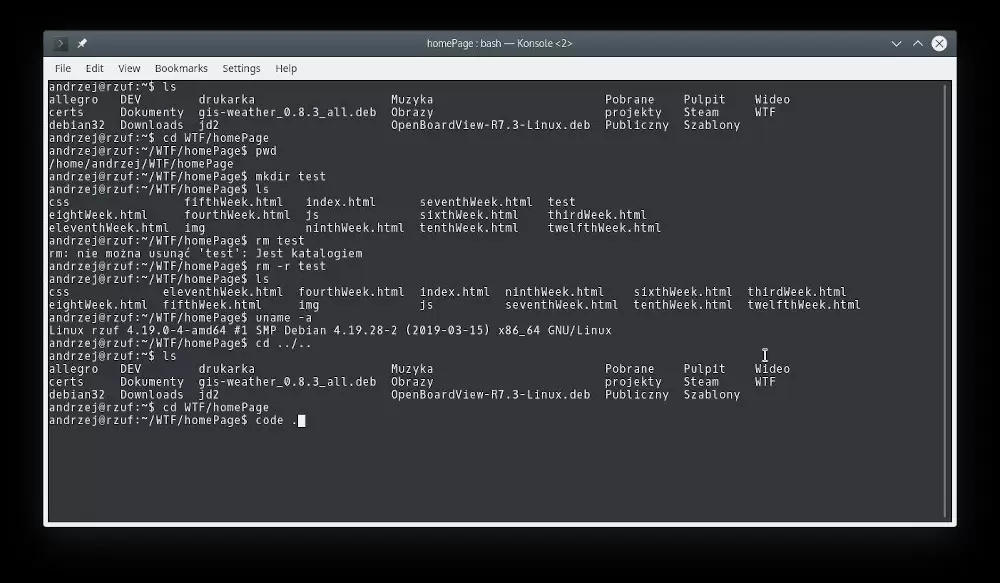 homePage : bash — Konsole <2>
File Edit View Bookmarks Settings Help
andrzej@rzuf:~$ ls
allegro DEV drukarka Muzyka Pobrane Pulpit Wideo
certs Dokumenty gis-weather_0.8.3_all.deb Obrazy projekty Steam WTF
debian32 Downloads jd2 OpenBoardView-R7.3-Linux.deb Publiczny Szablony
andrzej@rzuf:~$ cd WTF/homePage
andrzej@rzuf:~/WTF/homePage$ pwd
/home/andrzej/WTF/homePage
andrzej@rzuf:~/WTF/homePage$ mkdir test
andrzej@rzuf:~/WTF/homePage$ ls
css fifthWeek.html index.html seventhWeek.html test
eightWeek.html fourthWeek.html js sixthWeek.html thirdWeek.html
eleventhWeek.html img ninthWeek.html tenthWeek.html twelfthWeek.html
andrzej@rzuf:~/WTF/homePage$ rm test
rm: nie można usunąć 'test': Jest katalogiem
andrzej@rzuf:~/WTF/homePage$ rm -r test
andrzej@rzuf:~/WTF/homePage$ ls
css eleventhWeek.html fourthWeek.html index.html ninthWeek.html sixthWeek.html thirdWeek.html
eightWeek.html fifthWeek.html img js seventhWeek.html tenthWeek.html twelfthWeek.html
andrzej@rzuf:~/WTF/homePage$ uname -a
Linux rzuf 4.19.0-4-amd64 #1 SMP Debian 4.19.28-2 (2019-03-15) x86_64 GNU/Linux
andrzej@rzuf:~/WTF/homePage$ cd ../..
andrzej@rzuf:~$ ls
allegro DEV drukarka Muzyka Pobrane Pulpit Wideo
certs Dokumenty gis-weather_0.8.3_all.deb Obrazy projekty Steam WTF
debian32 Downloads jd2 OpenBoardView-R7.3-Linux.deb Publiczny Szablony
andrzej@rzuf:~$ cd WTF/homePage
andrzej@rzuf:~/WTF/homePage$ code .